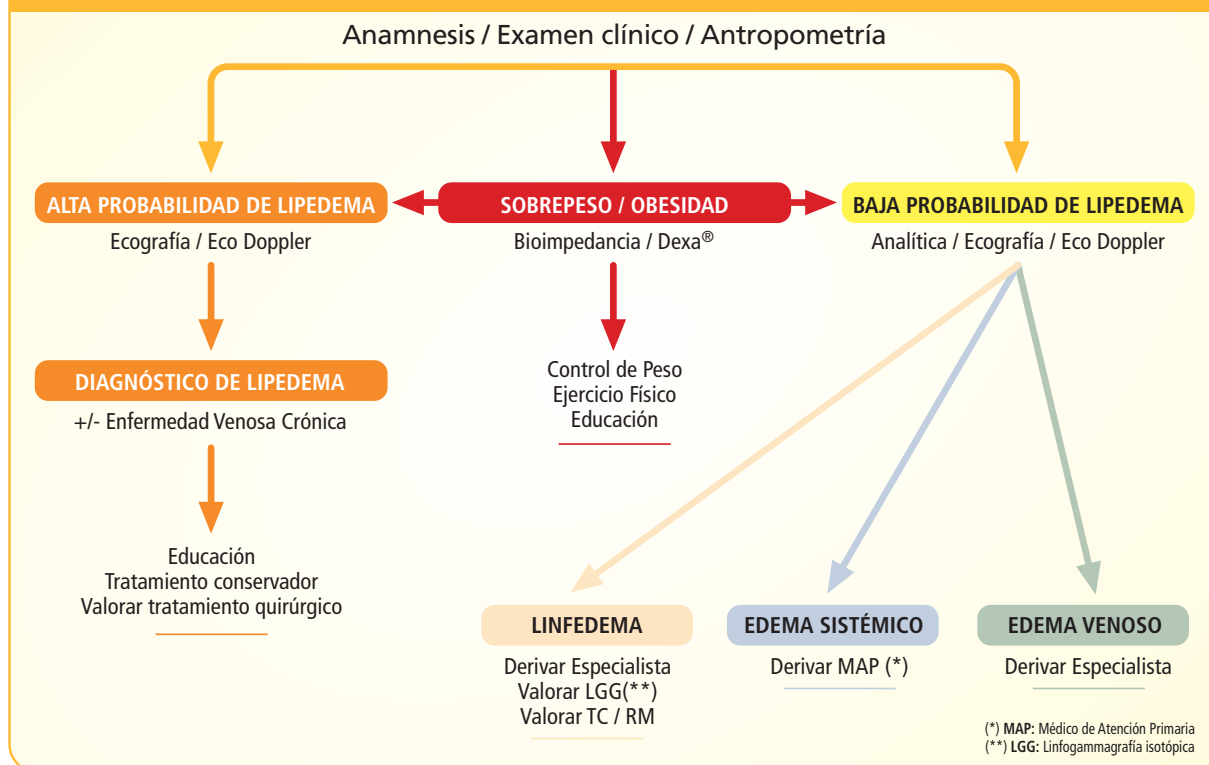 Anamnesis / Examen clínico / Antropometría
ALTA PROBABILIDAD DE LIPEDEMA
Ecografía / Eco Doppler
SOBREPESO / OBESIDAD
Bioimpedancia / Dexa®
BAJA PROBABILIDAD DE LIPEDEMA
Analítica / Ecografía / Eco Doppler
DIAGNÓSTICO DE LIPEDEMA
+/- Enfermedad Venosa Crónica
Control de Peso
Ejercicio Físico
Educación
Educación
Tratamiento conservador
Valorar tratamiento quirúrgico
LINFEDEMA
Derivar Especialista
Valorar LGG(**)
Valorar TC / RM
EDEMA SISTÉMICO
Derivar MAP (*)
EDEMA VENOSO
Derivar Especialista
(*) MAP: Médico de Atención Primaria
(**) LGG: Linfogammagrafía isotópica